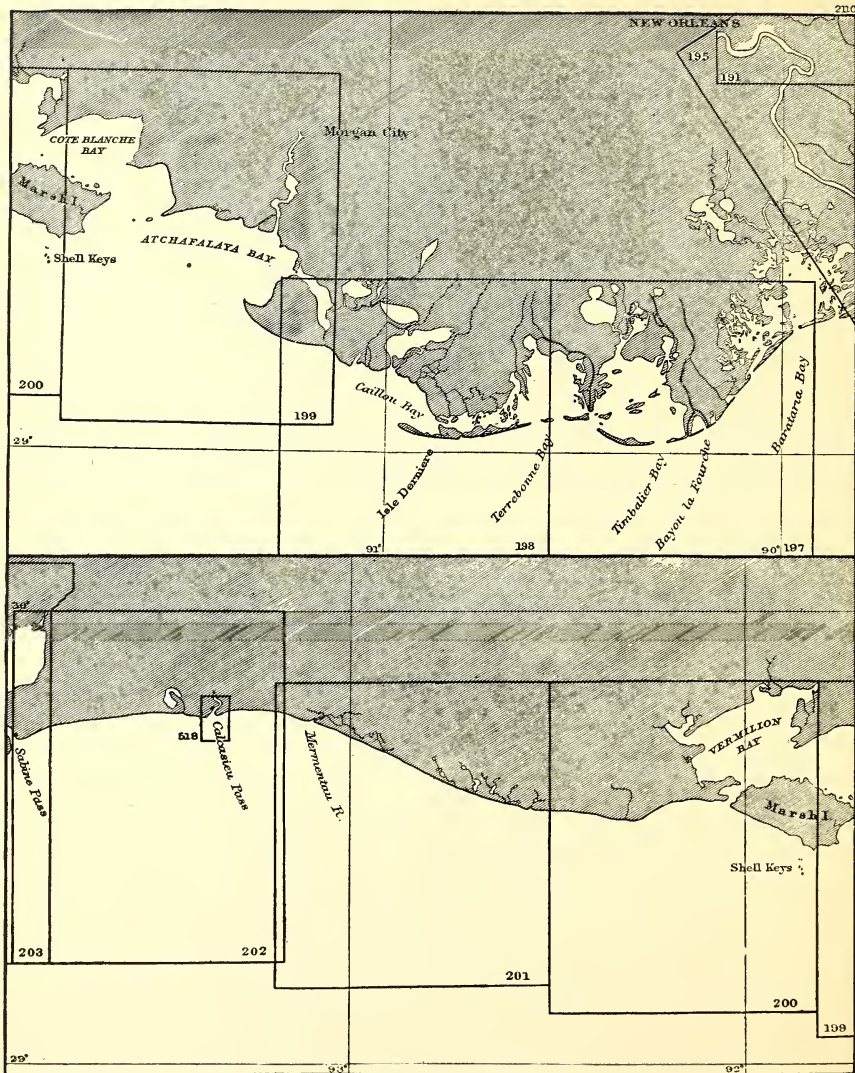 NEW ORLEANS
195
191
Morgan City
COTE BLANCHE
BAY
Marsh I.
ATCHAFALAYA BAY
Shell Keys
200
199
Caillou Bay
29°
Isle Derniere
Terrebonne Bay
Timbalier Bay
Bayou la Fourche
Barataria Bay
91°
198
90°
197
30°
518
Sabine Pass
Calcasieu Pass
Mermentau R.
VERMILION
BAY
Marsh I.
Shell Keys
203
202
201
200
199
29°
93°
92°